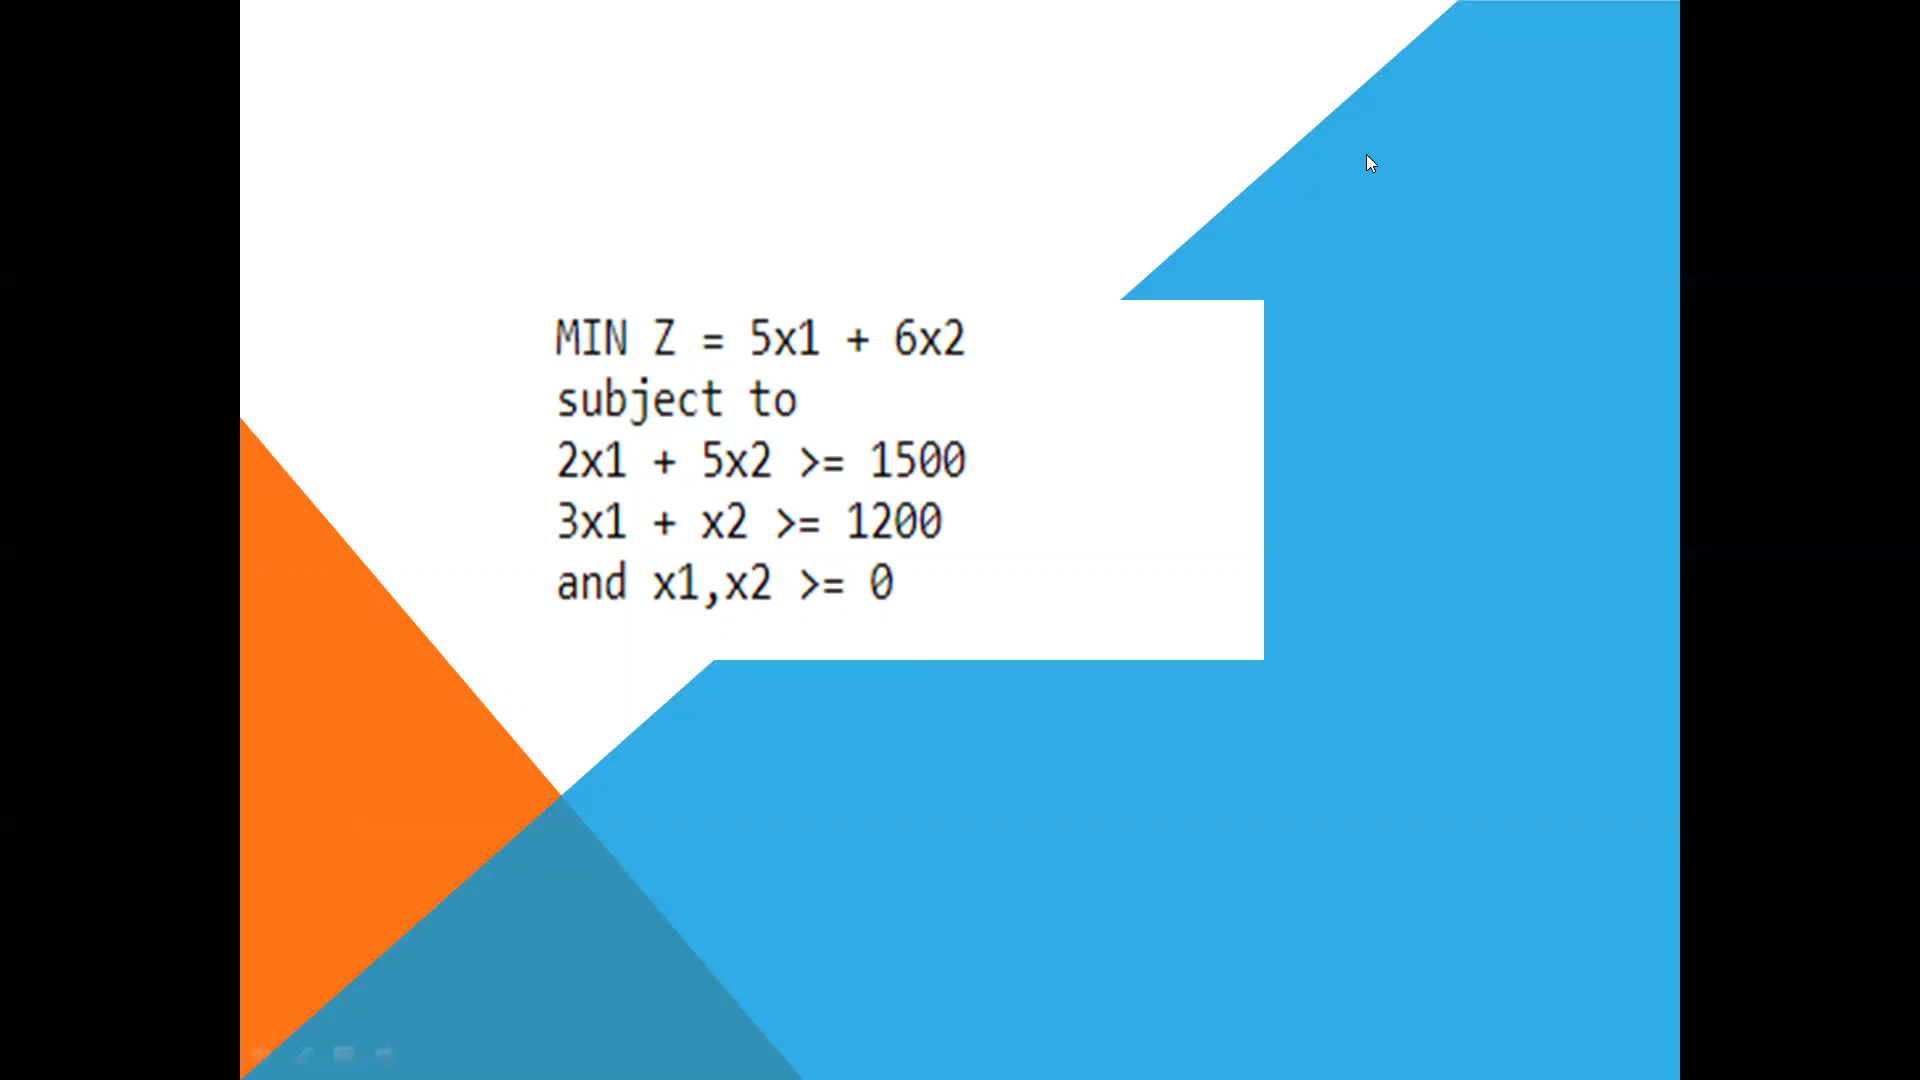 MIN Z = 5x1 + 6x2
subject to
2x1 + 5x2 >= 1500
3x1 + x2 >= 1200
and x1,x2 >= 0